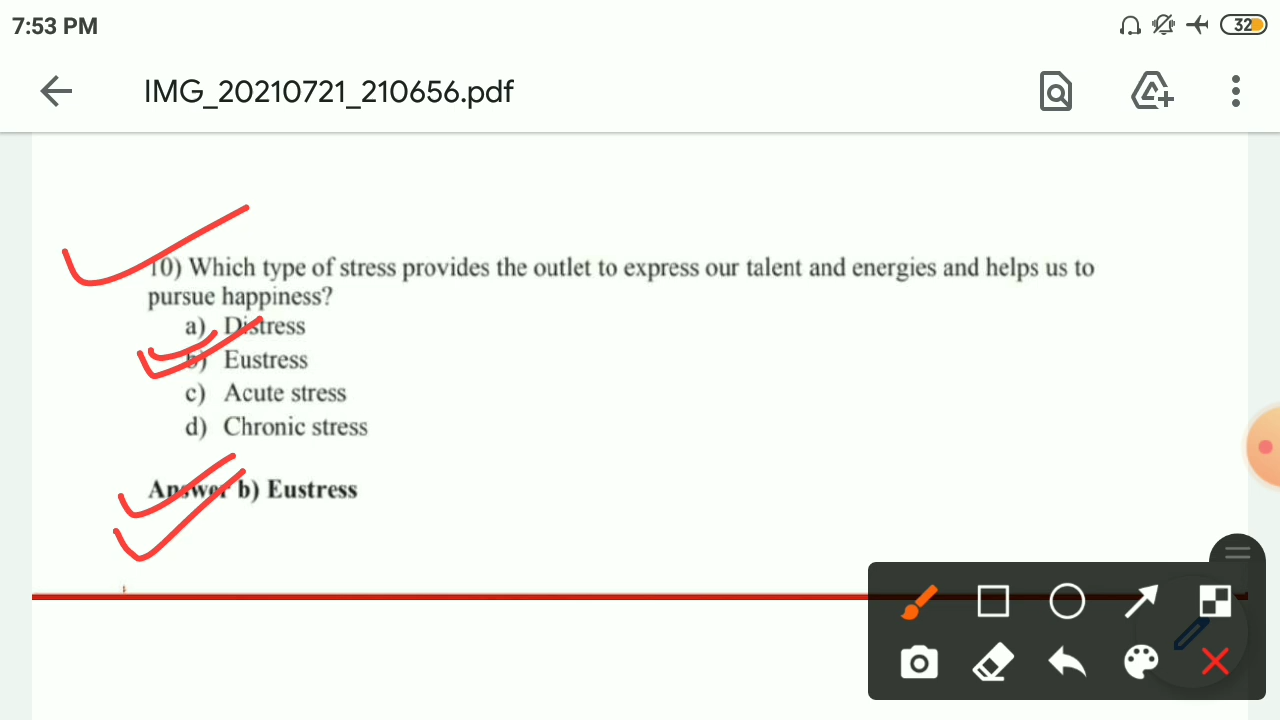 7:53 PM
32
IMG_20210721_210656.pdf
10) Which type of stress provides the outlet to express our talent and energies and helps us to
pursue happiness?
a) Distress
b) Eustress
c) Acute stress
d) Chronic stress
Answer b) Eustress